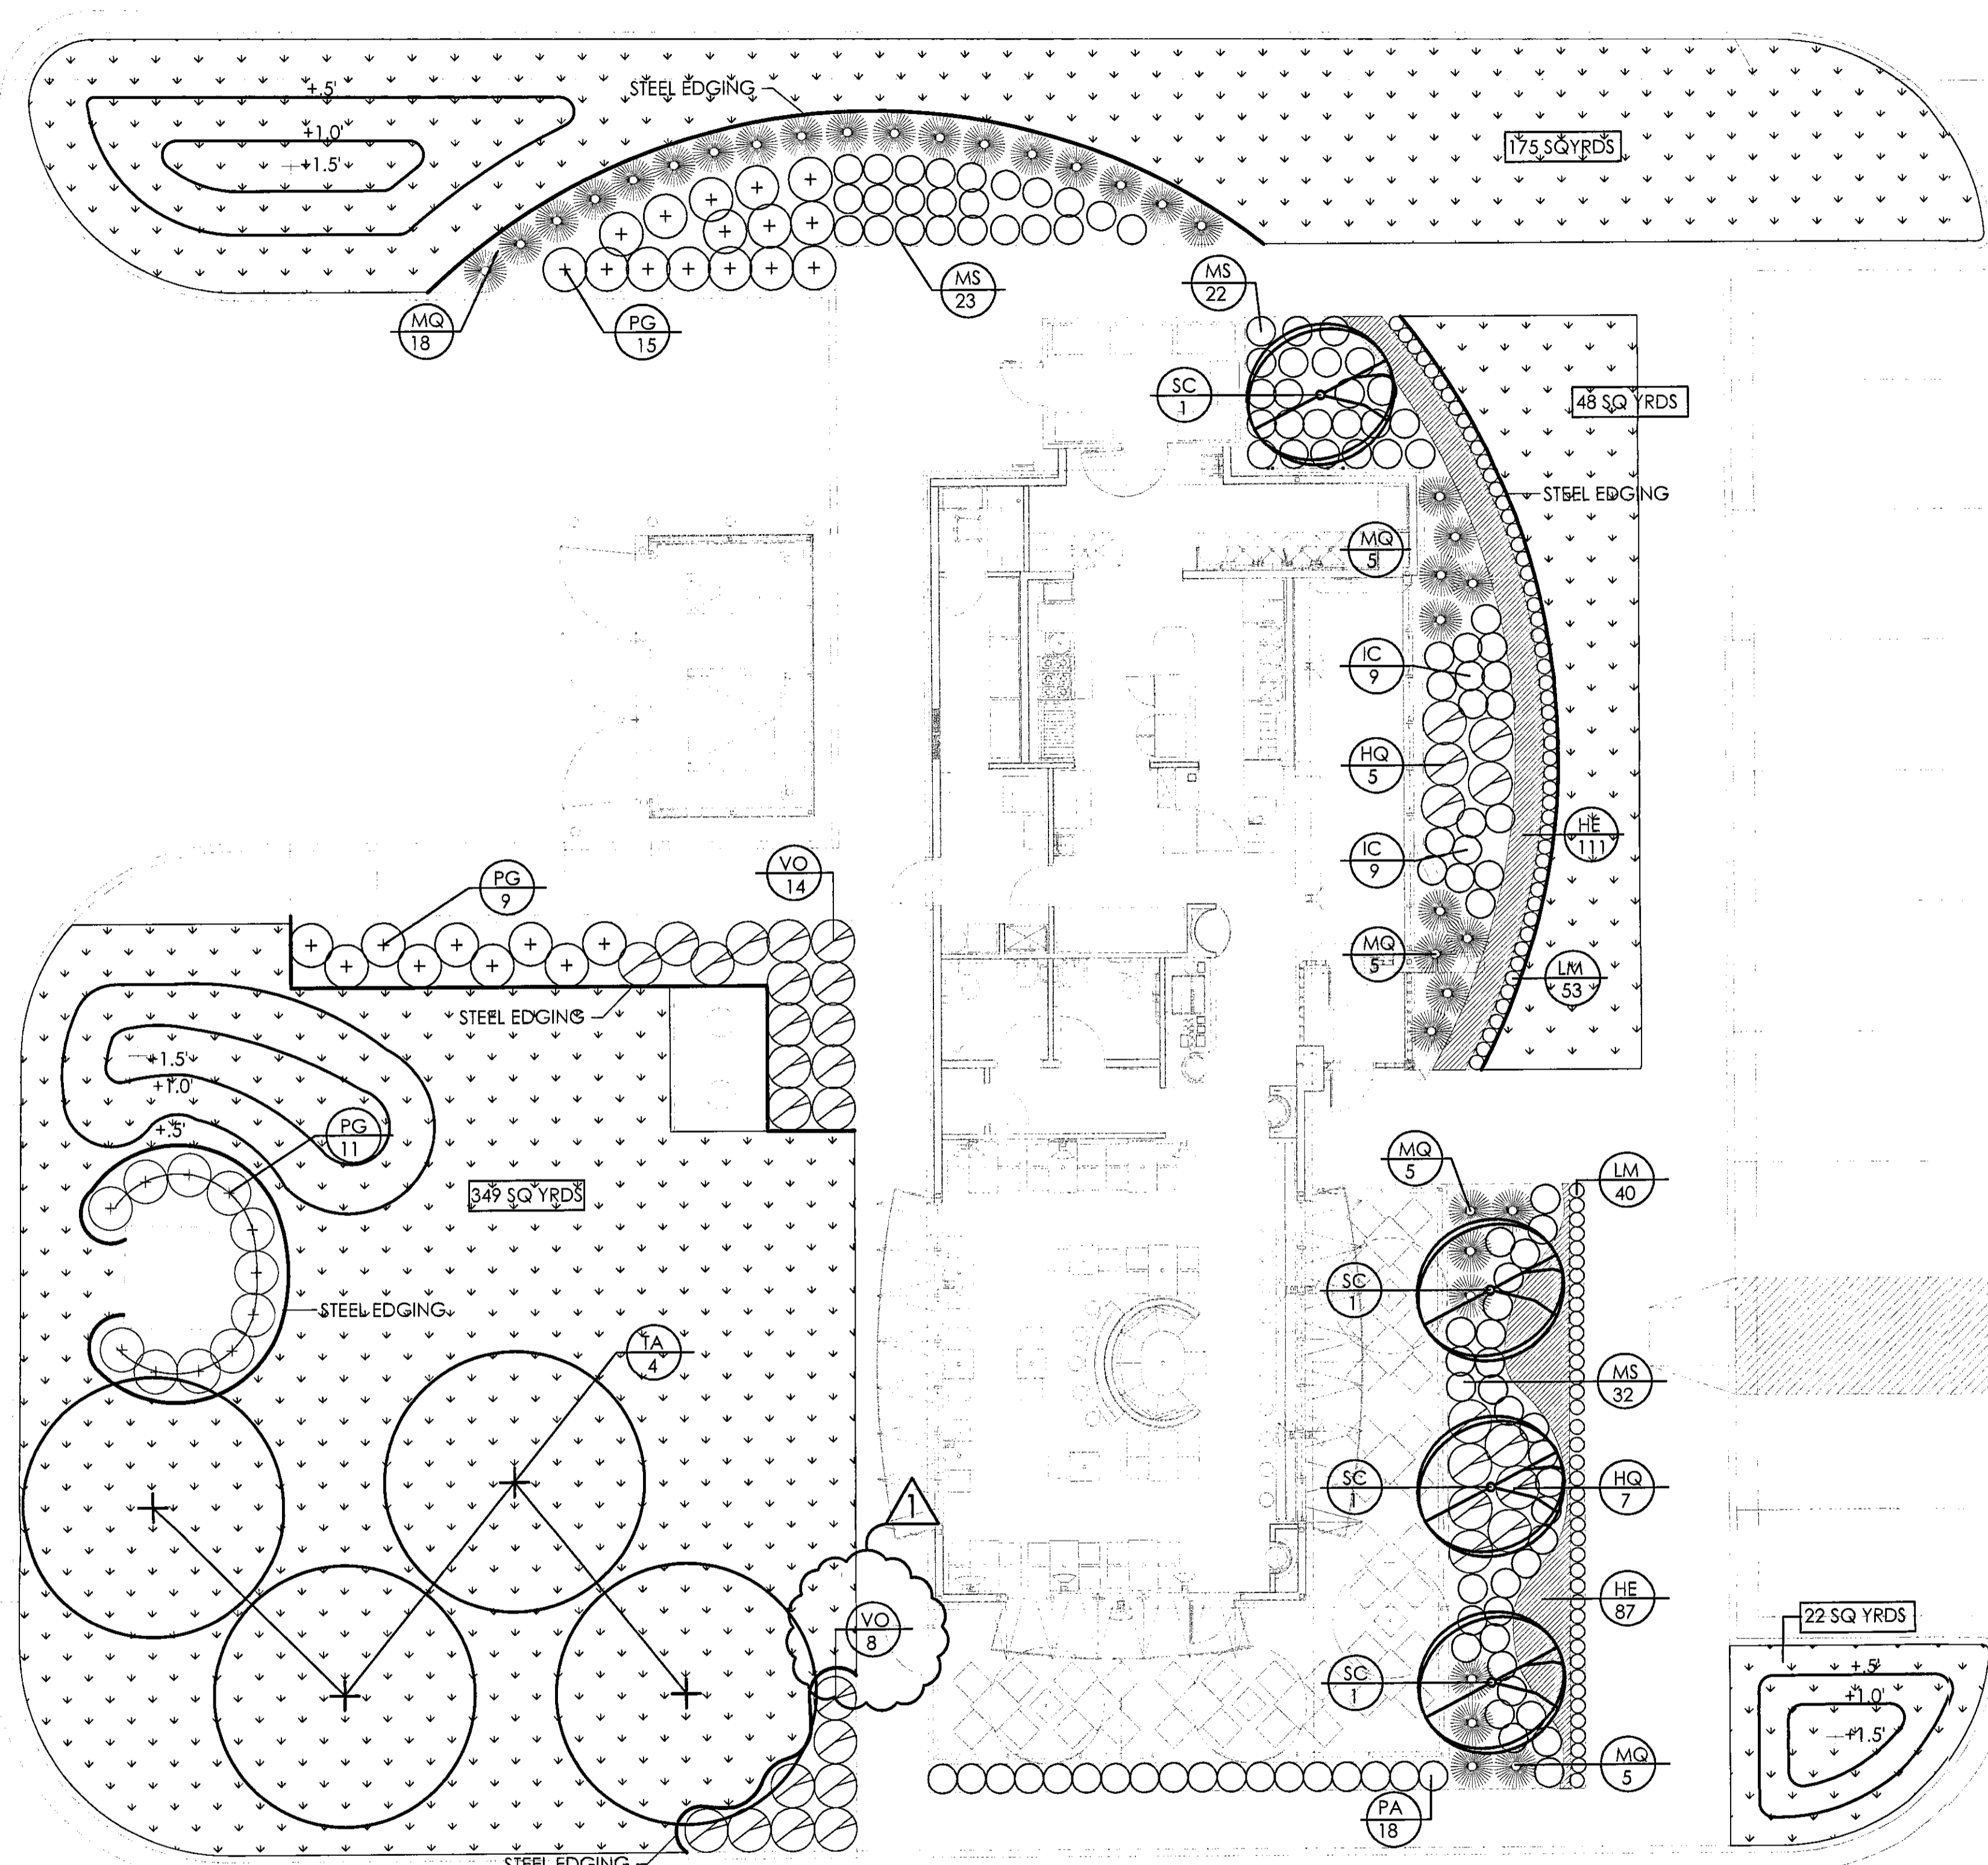 +.5'
STEEL EDGING
+1.0'
+1.5'
175 SQYRDS
MQ
18
PG
15
MS
23
MS
22
SC
1
48 SQ YRDS
STEEL EDGING
MQ
5
IC
9
HQ
5
HE
111
IC
9
MQ
5
LM
53
PG
9
VO
14
STEEL EDGING
+1.5'
+1.0'
+.5'
PG
11
349 SQ YRDS
STEEL EDGING
TA
4
MQ
5
LM
40
SC
1
MS
32
SC
1
HQ
7
1
HE
87
VO
8
SC
1
22 SQ YRDS
+.5'
+1.0'
+1.5'
MQ
5
PA
18
STEEL EDGING